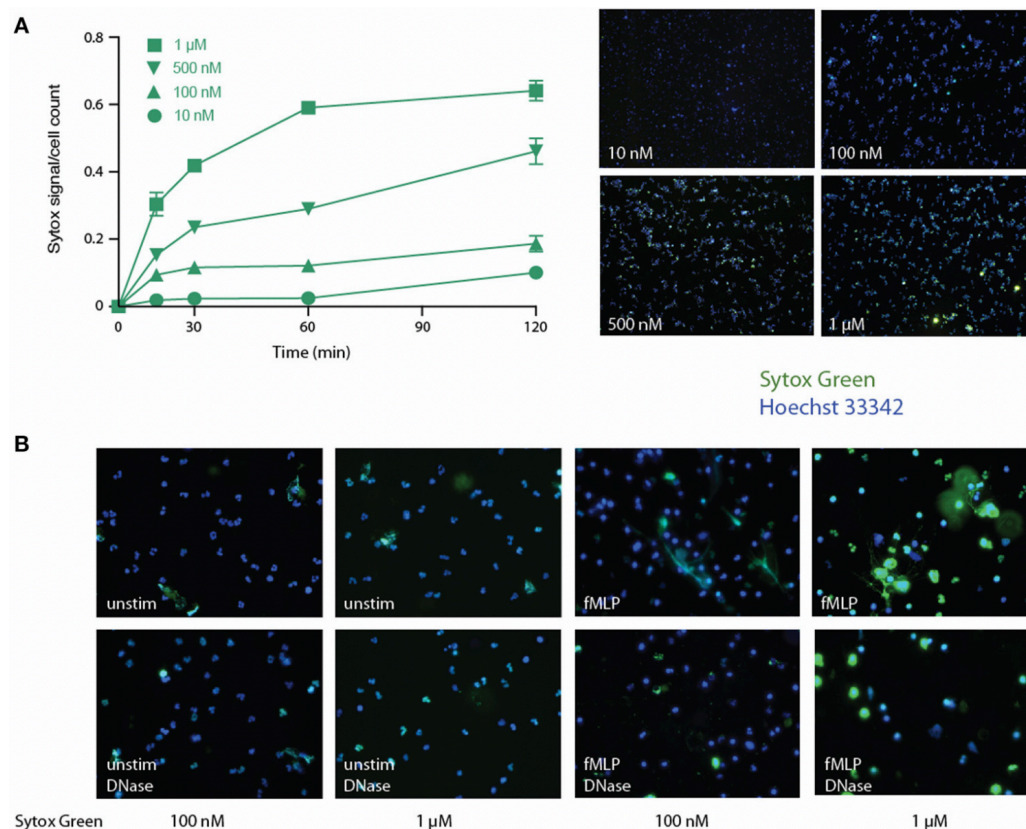 A
0.8
0.6
0.4
0.2
0
Sytox signal/cell count
1 μM
500 nM
100 nM
10 nM
0
30
60
90
120
Time (min)
10 nM
100 nM
500 nM
1 μM
Sytox Green
Hoechst 33342
B
unstim
unstim
fMLP
fMLP
unstim
DNase
unstim
DNase
fMLP
DNase
fMLP
DNase
Sytox Green
100 nM
1 μM
100 nM
1 μM